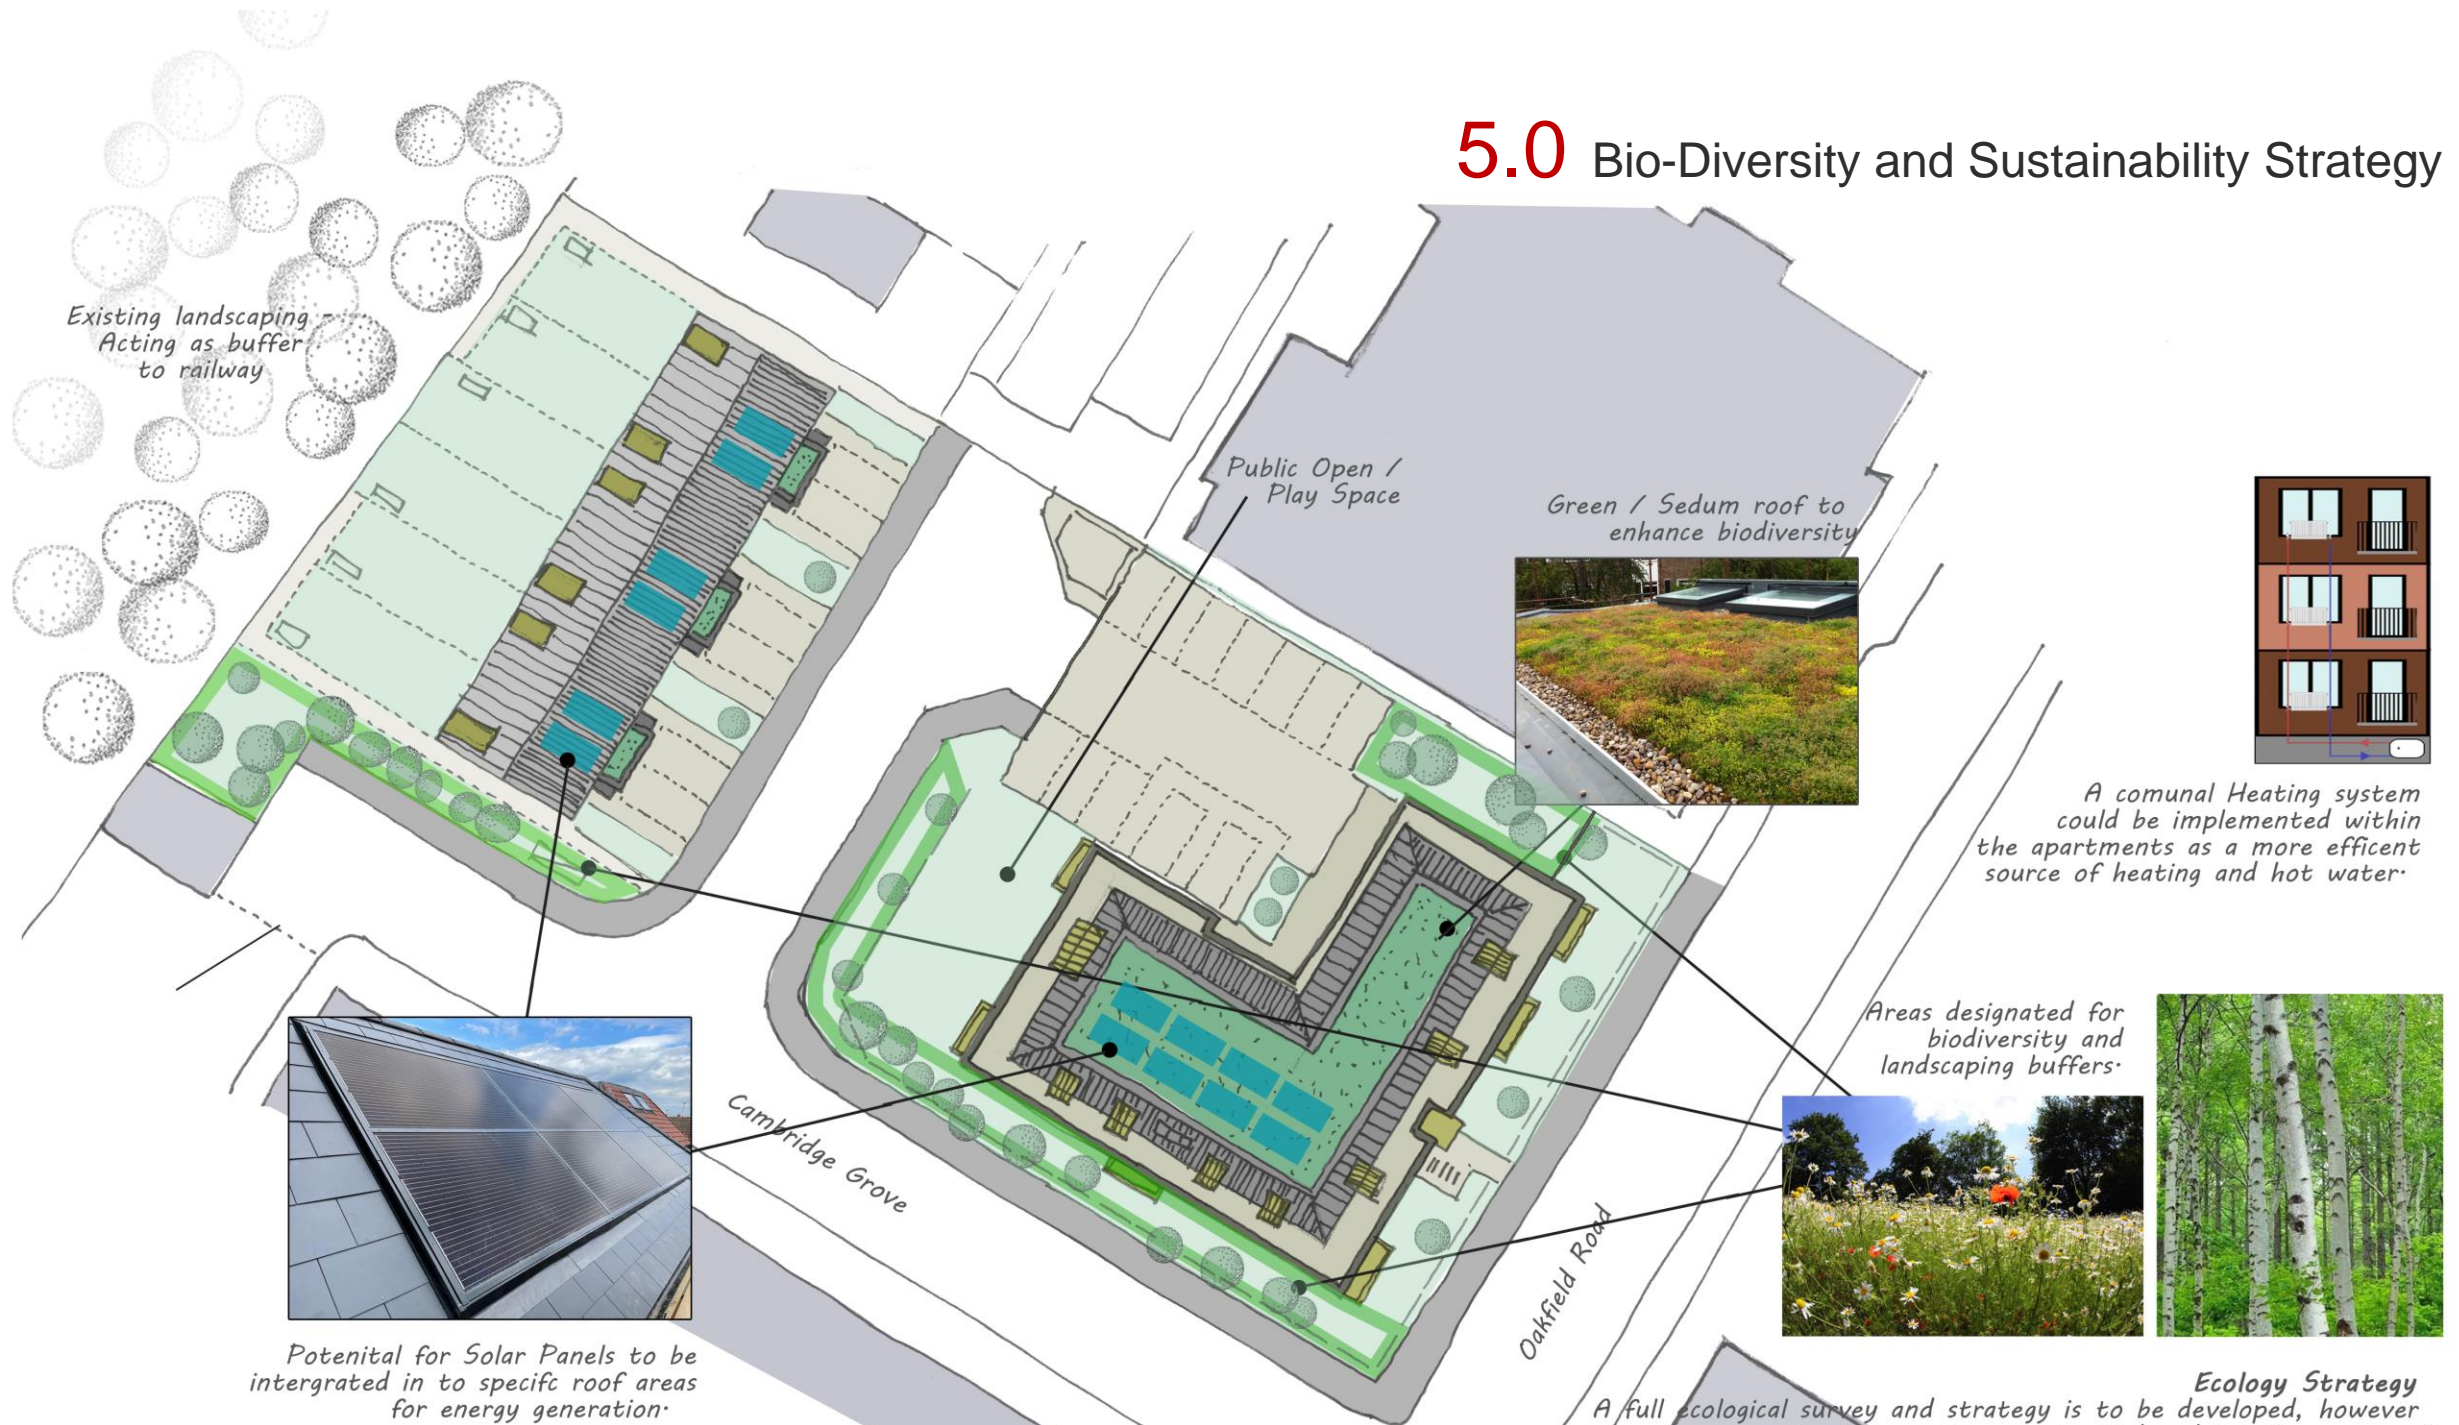 5.0 Bio-Diversity and Sustainability Strategy
Existing landscaping -
Acting as buffer
to railway
Public Open /
Play Space
Green / Sedum roof to
enhance biodiversity
A comunal Heating system
could be implemented within
the apartments as a more efficent
source of heating and hot water.
Areas designated for
biodiversity and
landscaping buffers.
Cambridge Grove
Oakfield Road
Potenital for Solar Panels to be
intergrated in to specifc roof areas
for energy generation.
Ecology Strategy
A full ecological survey and strategy is to be developed, however